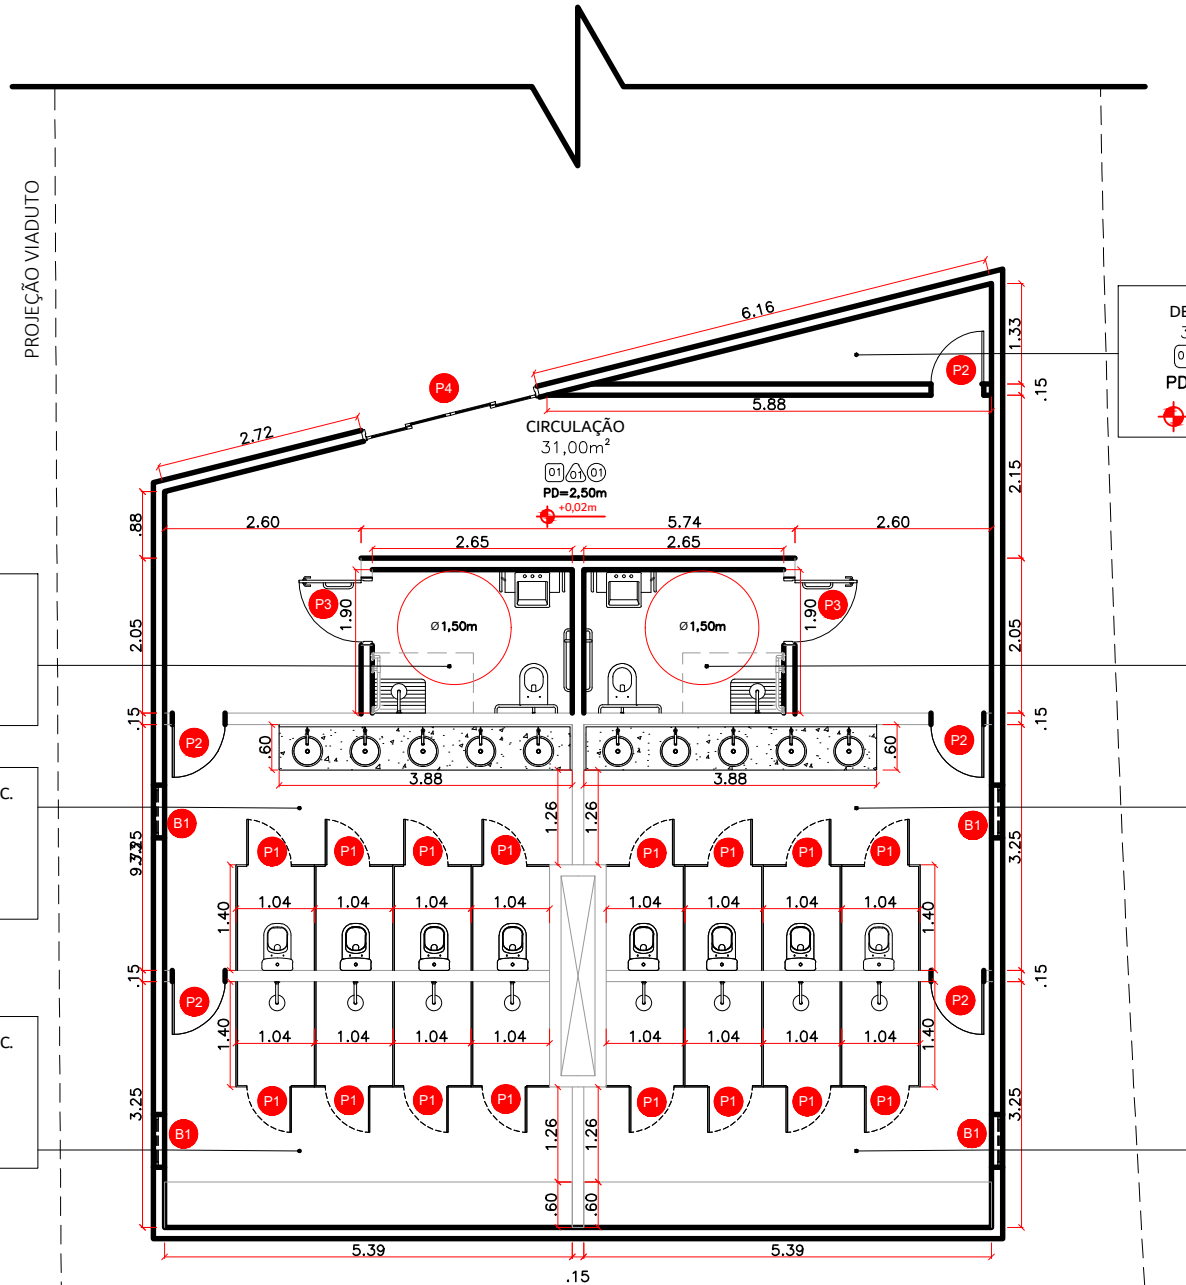 PROJEÇÃO VIADUTO
6.16
1.33
DE
P2
PD
.15
P4
5.88
2.72
CIRCULAÇÃO
31,00m²
01 01 01
PD=2,50m
+0,02m
2.15
.88
2.60
5.74
2.60
2.65
2.65
P3
1.90
Ø1,50m
Ø1,50m
1.90
P3
2.05
2.05
.15
.15
P2
P2
.60
.60
3.88
3.88
C.
1.26
1.26
B1
B1
P1
P1
P1
P1
P1
P1
P1
P1
3.25
1.04
1.04
1.04
1.04
1.04
1.04
1.04
1.04
1.40
1.40
.15
.15
P2
P2
C.
1.40
1.40
1.04
1.04
1.04
1.04
1.04
1.04
1.04
1.04
P1
P1
P1
P1
P1
P1
P1
P1
3.25
3.25
B1
B1
1.26
1.26
.60
.60
5.39
5.39
.15